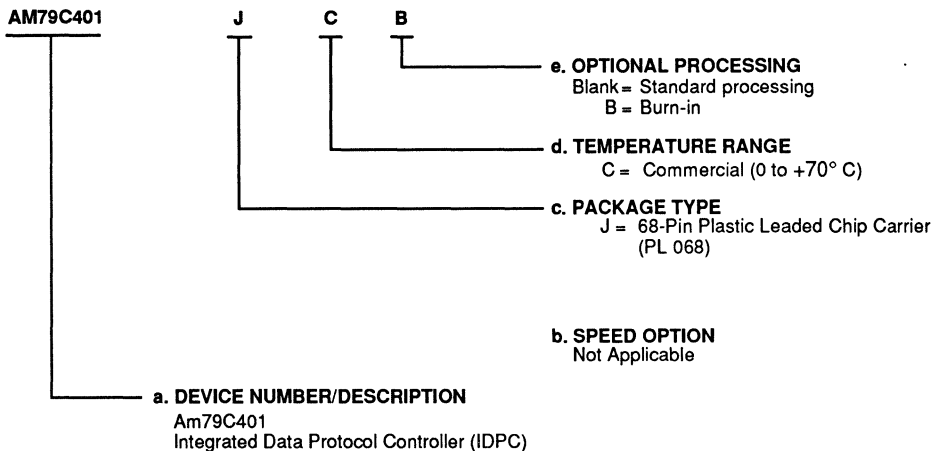 AM79C401 J C B
e. OPTIONAL PROCESSING
Blank = Standard processing
B = Burn-in
d. TEMPERATURE RANGE
C = Commercial (0 to +70° C)
c. PACKAGE TYPE
J = 68-Pin Plastic Leaded Chip Carrier
(PL 068)
b. SPEED OPTION
Not Applicable
a. DEVICE NUMBER/DESCRIPTION
Am79C401
Integrated Data Protocol Controller (IDPC)